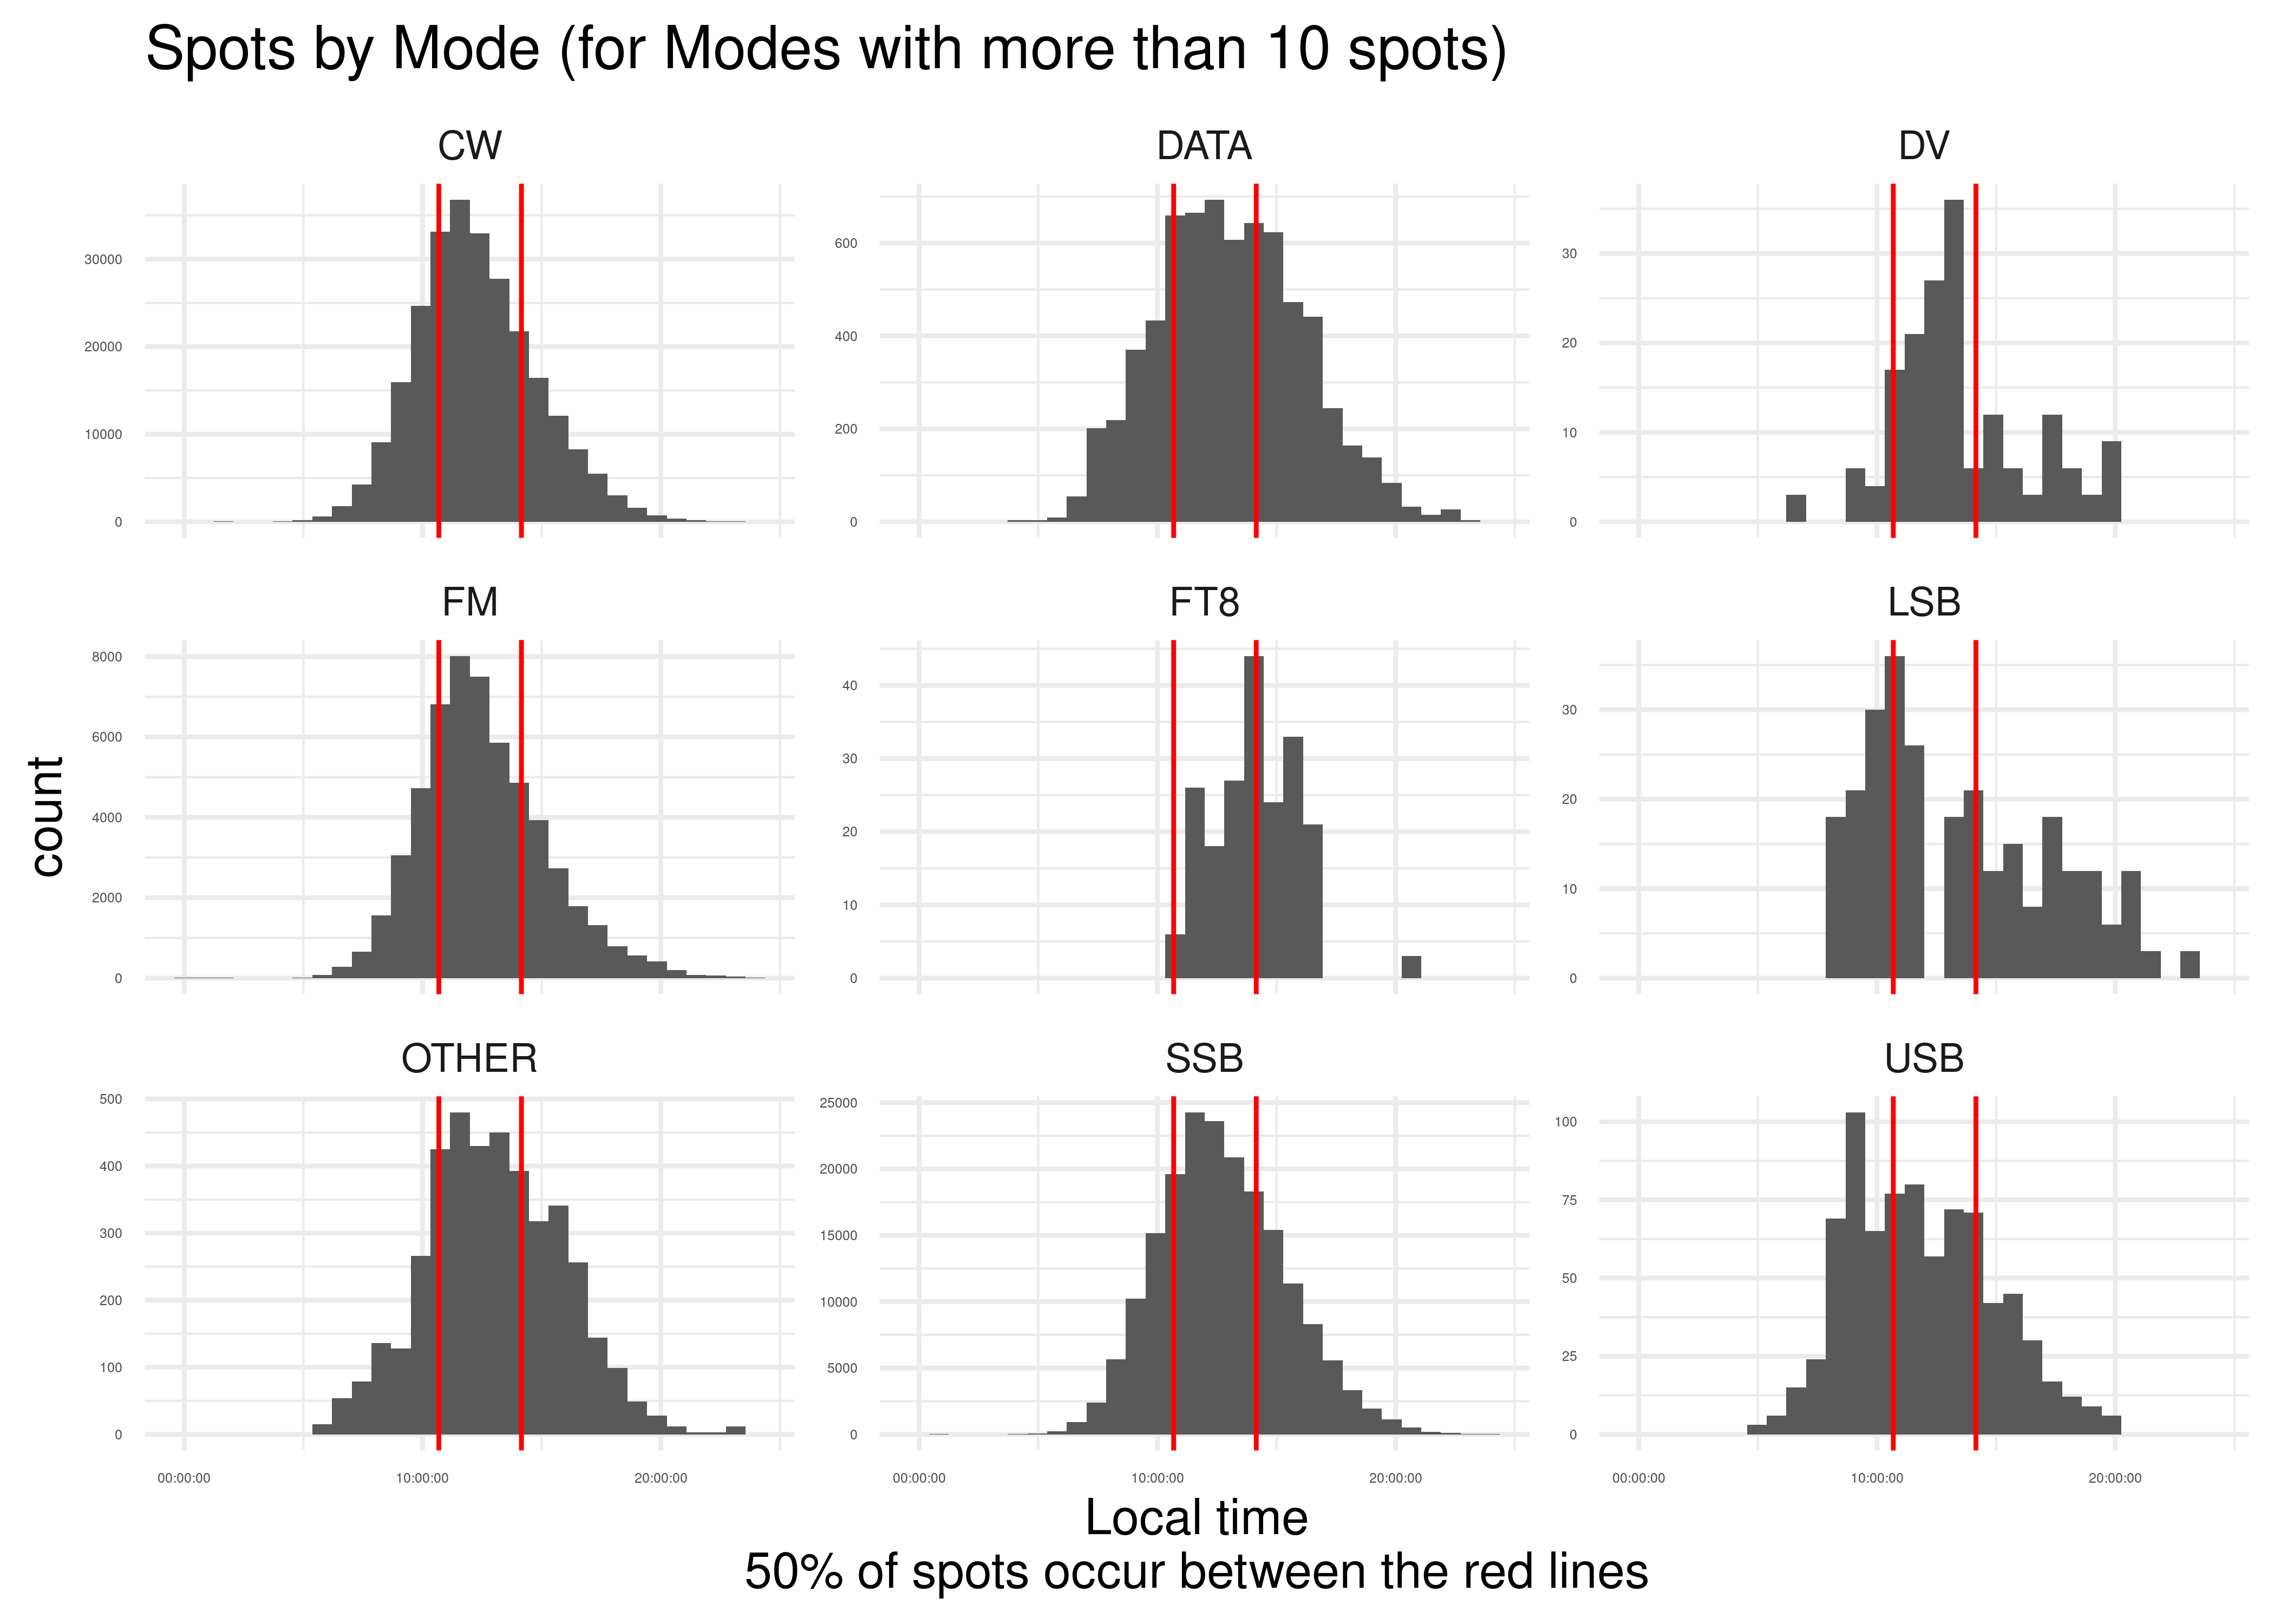 Spots by Mode (for Modes with more than 10 spots)
CW
DATA
DV
30000
20000
10000
0
600
400
200
0
30
20
10
0
FM
FT8
LSB
8000
6000
4000
2000
0
40
30
20
10
0
30
20
10
0
count
OTHER
SSB
USB
500
400
300
200
100
0
25000
20000
15000
10000
5000
0
100
75
50
25
0
00:00:00 10:00:00 20:00:00
00:00:00 10:00:00 20:00:00
00:00:00 10:00:00 20:00:00
Local time
50% of spots occur between the red lines